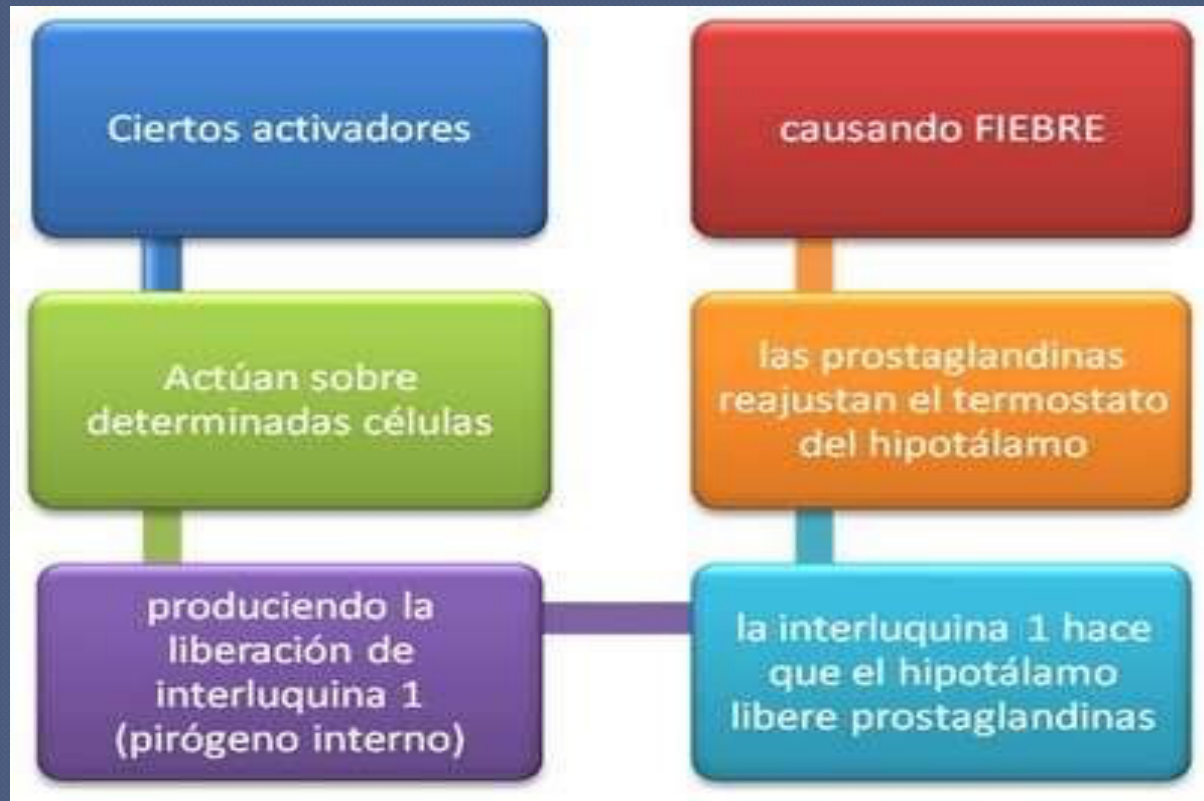 Ciertos activadores
Actúan sobre
determinadas células
produciendo la
liberación de
interluquina 1
(pirógeno interno)
la interluquina 1 hace
que el hipotálamo
libere prostaglandinas
las prostaglandinas
reajustan el termostato
del hipotálamo
causando FIEBRE